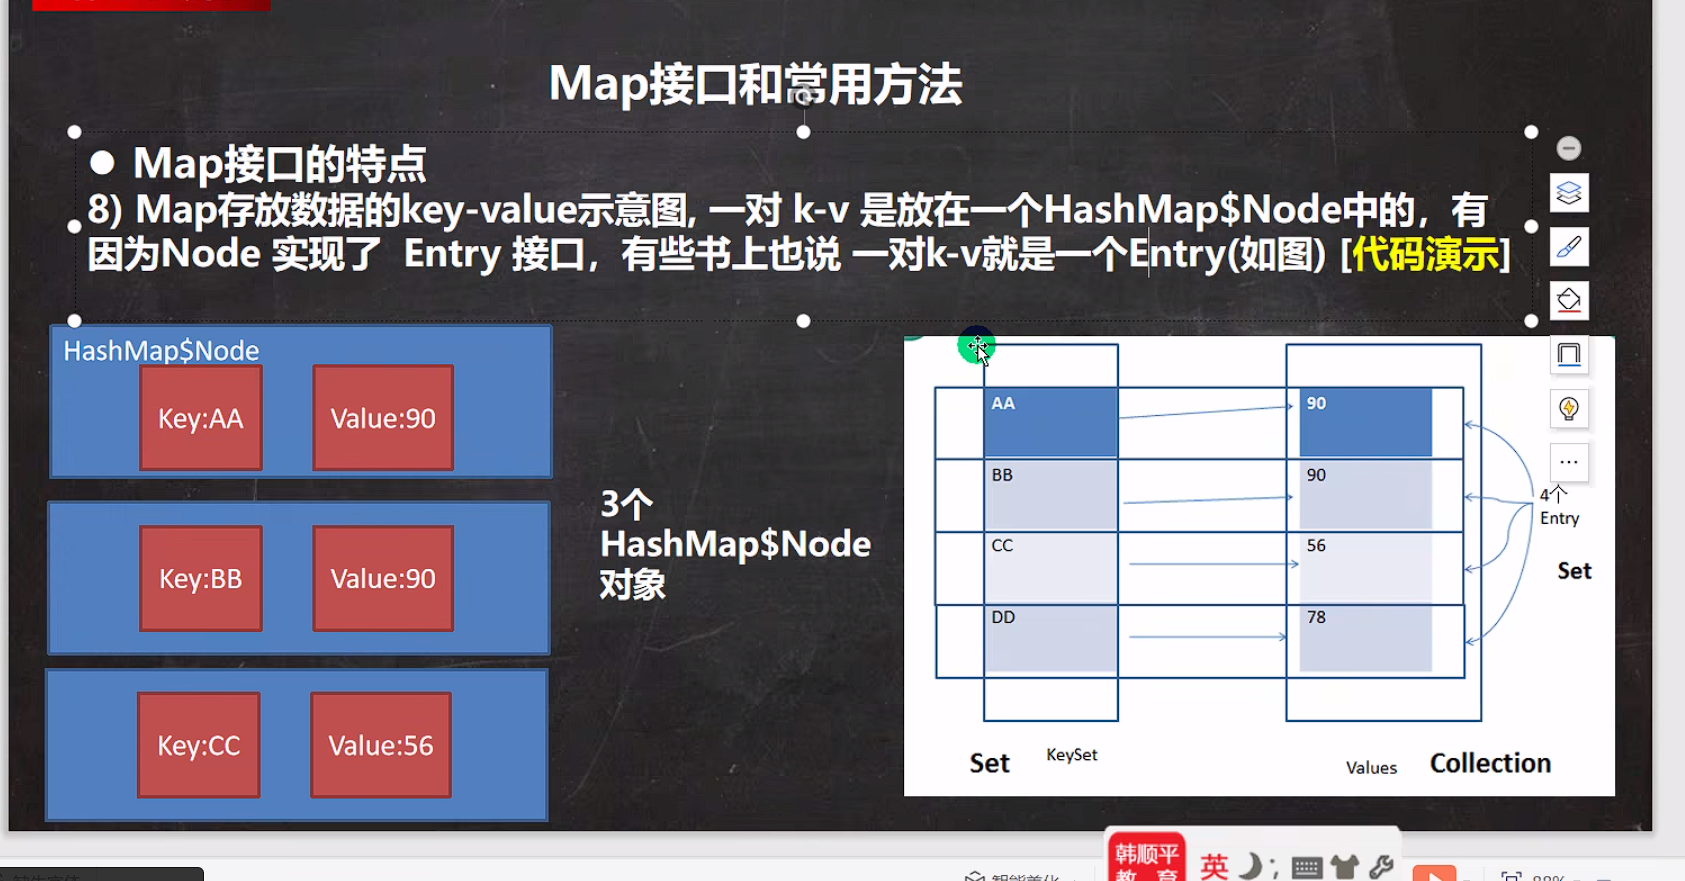 Map接口和常用方法
Map接口的特点
8) Map存放数据的key-value示意图, 一对 k-v 是放在一个HashMap$Node中的，有
因为Node 实现了 Entry 接口，有些书上也说 一对k-v就是一个Entry(如图) [代码演示]
HashMap$Node
Key:AA
Value:90
Key:BB
Value:90
Key:CC
Value:56
3个
HashMap$Node
对象
AA
90
BB
90
CC
56
DD
78
4个
Entry
Set
Set
KeySet
Values
Collection
韩顺平
教 育
英
智能美化
88%